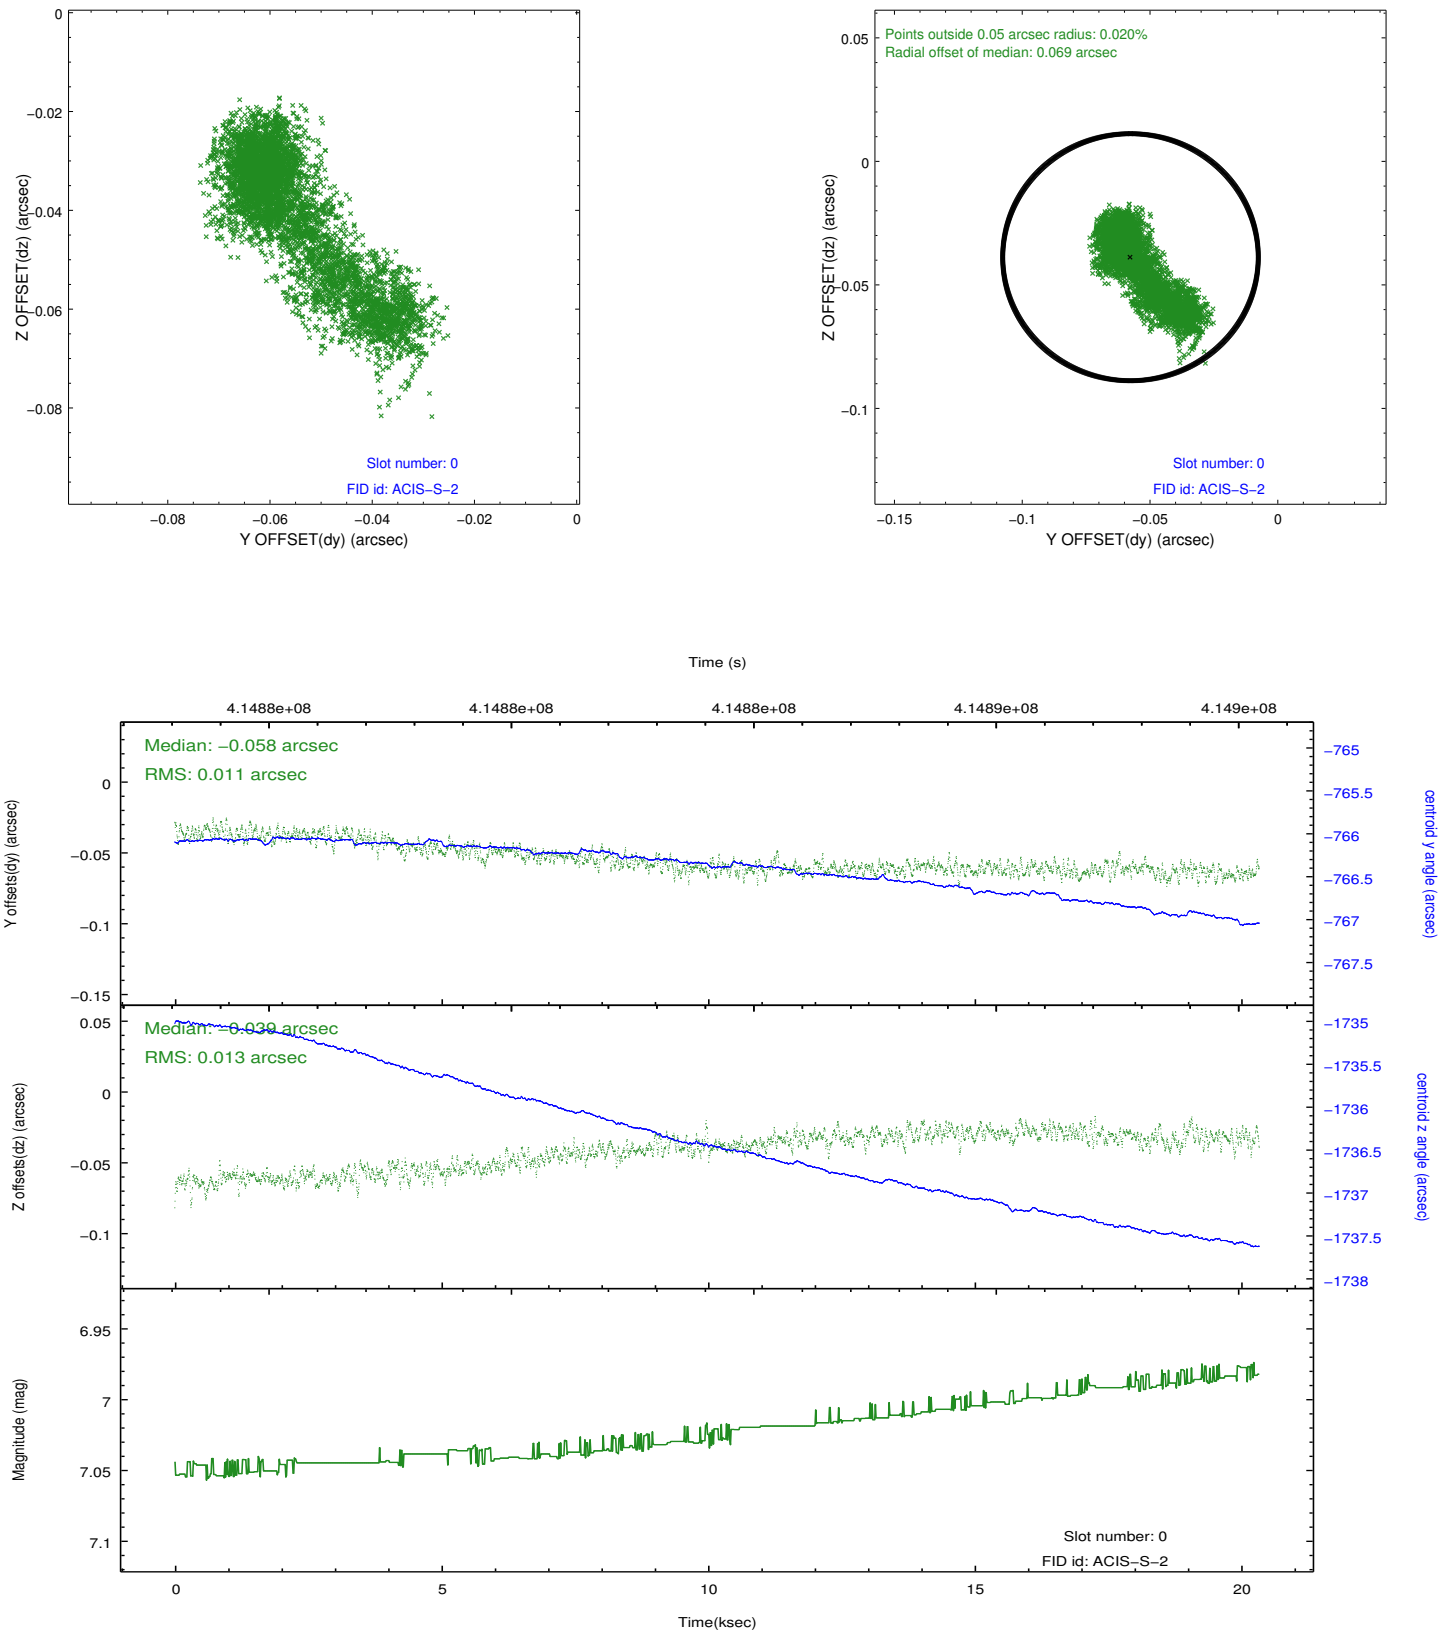 0
−0.02
−0.04
−0.06
−0.08
Z OFFSET(dz) (arcsec)
Slot number: 0
FID id: ACIS−S−2
−0.08
−0.06
−0.04
−0.02
0
Y OFFSET(dy) (arcsec)
Points outside 0.05 arcsec radius: 0.020%
Radial offset of median: 0.069 arcsec
0.05
0
−0.05
−0.1
Z OFFSET(dz) (arcsec)
Slot number: 0
FID id: ACIS−S−2
−0.15
−0.1
−0.05
0
Y OFFSET(dy) (arcsec)
Time (s)
4.1488e+08
4.1488e+08
4.1488e+08
4.1489e+08
4.149e+08
Median: −0.058 arcsec
RMS: 0.011 arcsec
0
−0.05
−0.1
−0.15
Y offsets(dy) (arcsec)
−765
−765.5
−766
−766.5
−767
−767.5
centroid y angle (arcsec)
Median: −0.039 arcsec
RMS: 0.013 arcsec
0.05
0
−0.05
−0.1
Z offsets(dz) (arcsec)
−1735
−1735.5
−1736
−1736.5
−1737
−1737.5
−1738
centroid z angle (arcsec)
6.95
7
7.05
7.1
Magnitude (mag)
Slot number: 0
FID id: ACIS−S−2
0
5
10
15
20
Time(ksec)